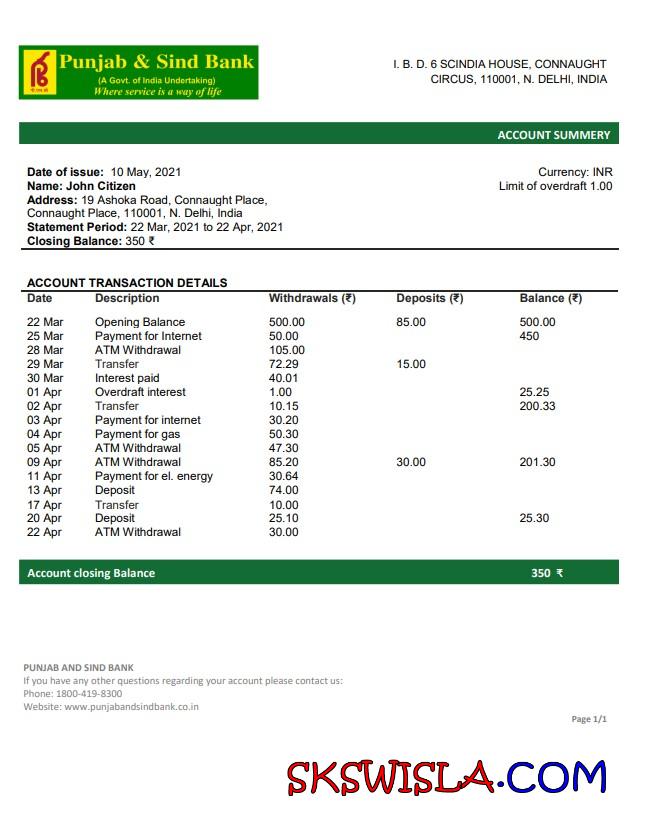 Punjab & Sind Bank
(A Govt. of India Undertaking)
Where service is a way of life
I. B. D. 6 SCINDIA HOUSE, CONNAUGHT
CIRCUS, 110001, N. DELHI, INDIA
ACCOUNT SUMMERY
Date of issue: 10 May, 2021
Currency: INR
Name: John Citizen
Limit of overdraft 1.00
Address: 19 Ashoka Road, Connaught Place,
Connaught Place, 110001, N. Delhi, India
Statement Period: 22 Mar, 2021 to 22 Apr, 2021
Closing Balance: 350 ₹
ACCOUNT TRANSACTION DETAILS
Date Description Withdrawals (₹) Deposits (₹) Balance (₹)
22 Mar Opening Balance 500.00 85.00 500.00
25 Mar Payment for Internet 50.00 450
28 Mar ATM Withdrawal 105.00
29 Mar Transfer 72.29 15.00
30 Mar Interest paid 40.01
01 Apr Overdraft interest 1.00 25.25
02 Apr Transfer 10.15 200.33
03 Apr Payment for internet 30.20
04 Apr Payment for gas 50.30
05 Apr ATM Withdrawal 47.30
09 Apr ATM Withdrawal 85.20 30.00 201.30
11 Apr Payment for el. energy 30.64
13 Apr Deposit 74.00
17 Apr Transfer 10.00
20 Apr Deposit 25.10 25.30
22 Apr ATM Withdrawal 30.00
Account closing Balance 350 ₹
PUNJAB AND SIND BANK
If you have any other questions regarding your account please contact us:
Phone: 1800-419-8300
Website: www.punjabandsindbank.co.in
Page 1/1
SKSWISLA.COM